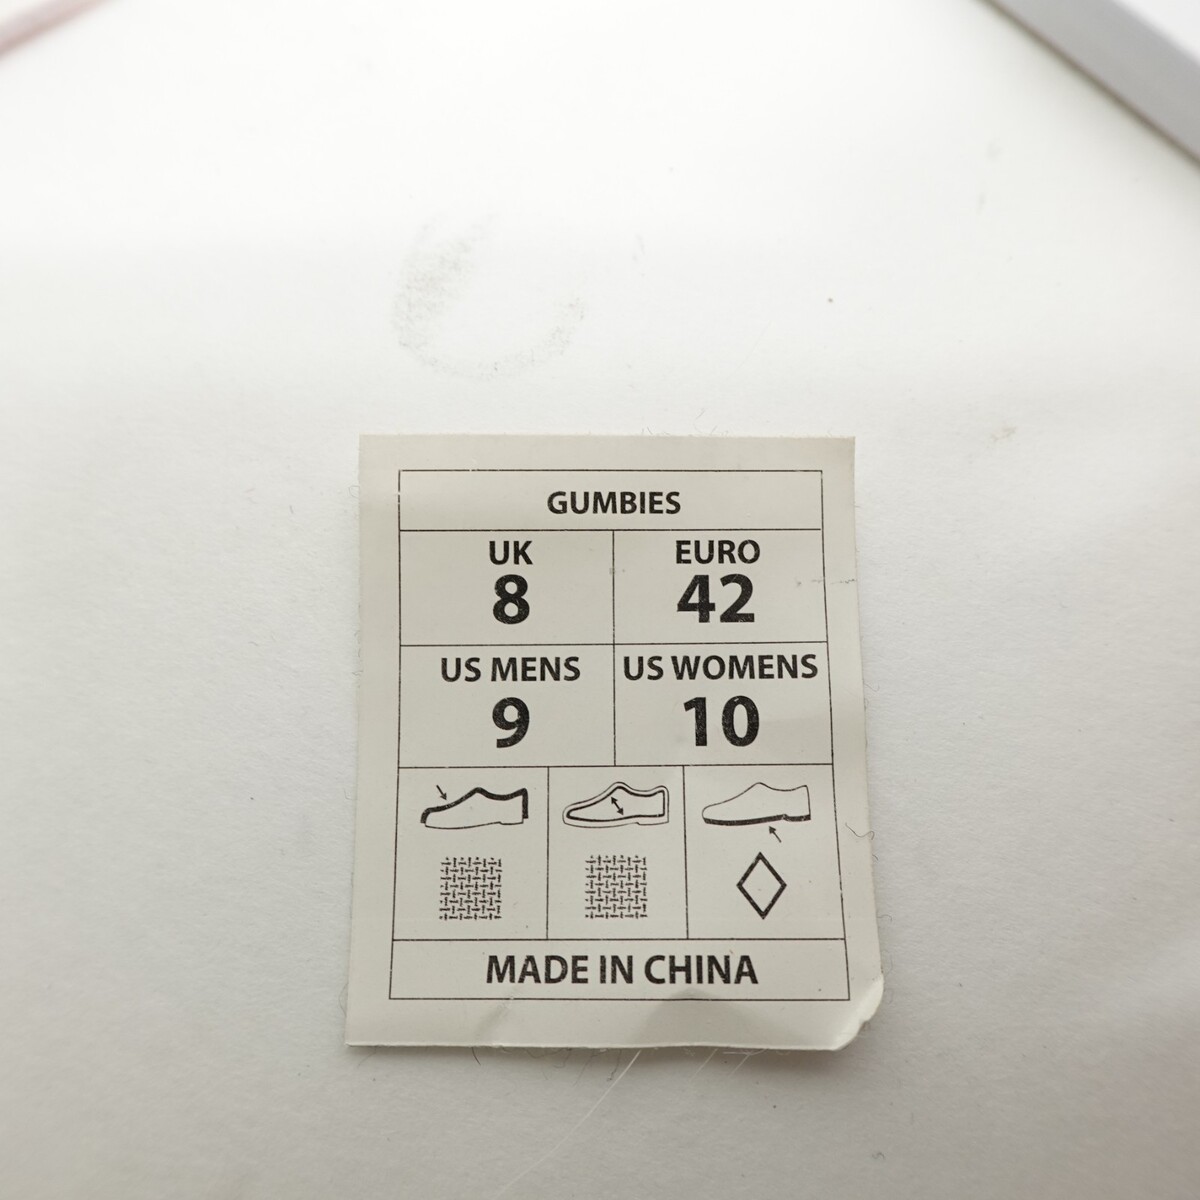 GUMBIES
UK
8
EURO
42
US MENS
9
US WOMENS
10
MADE IN CHINA